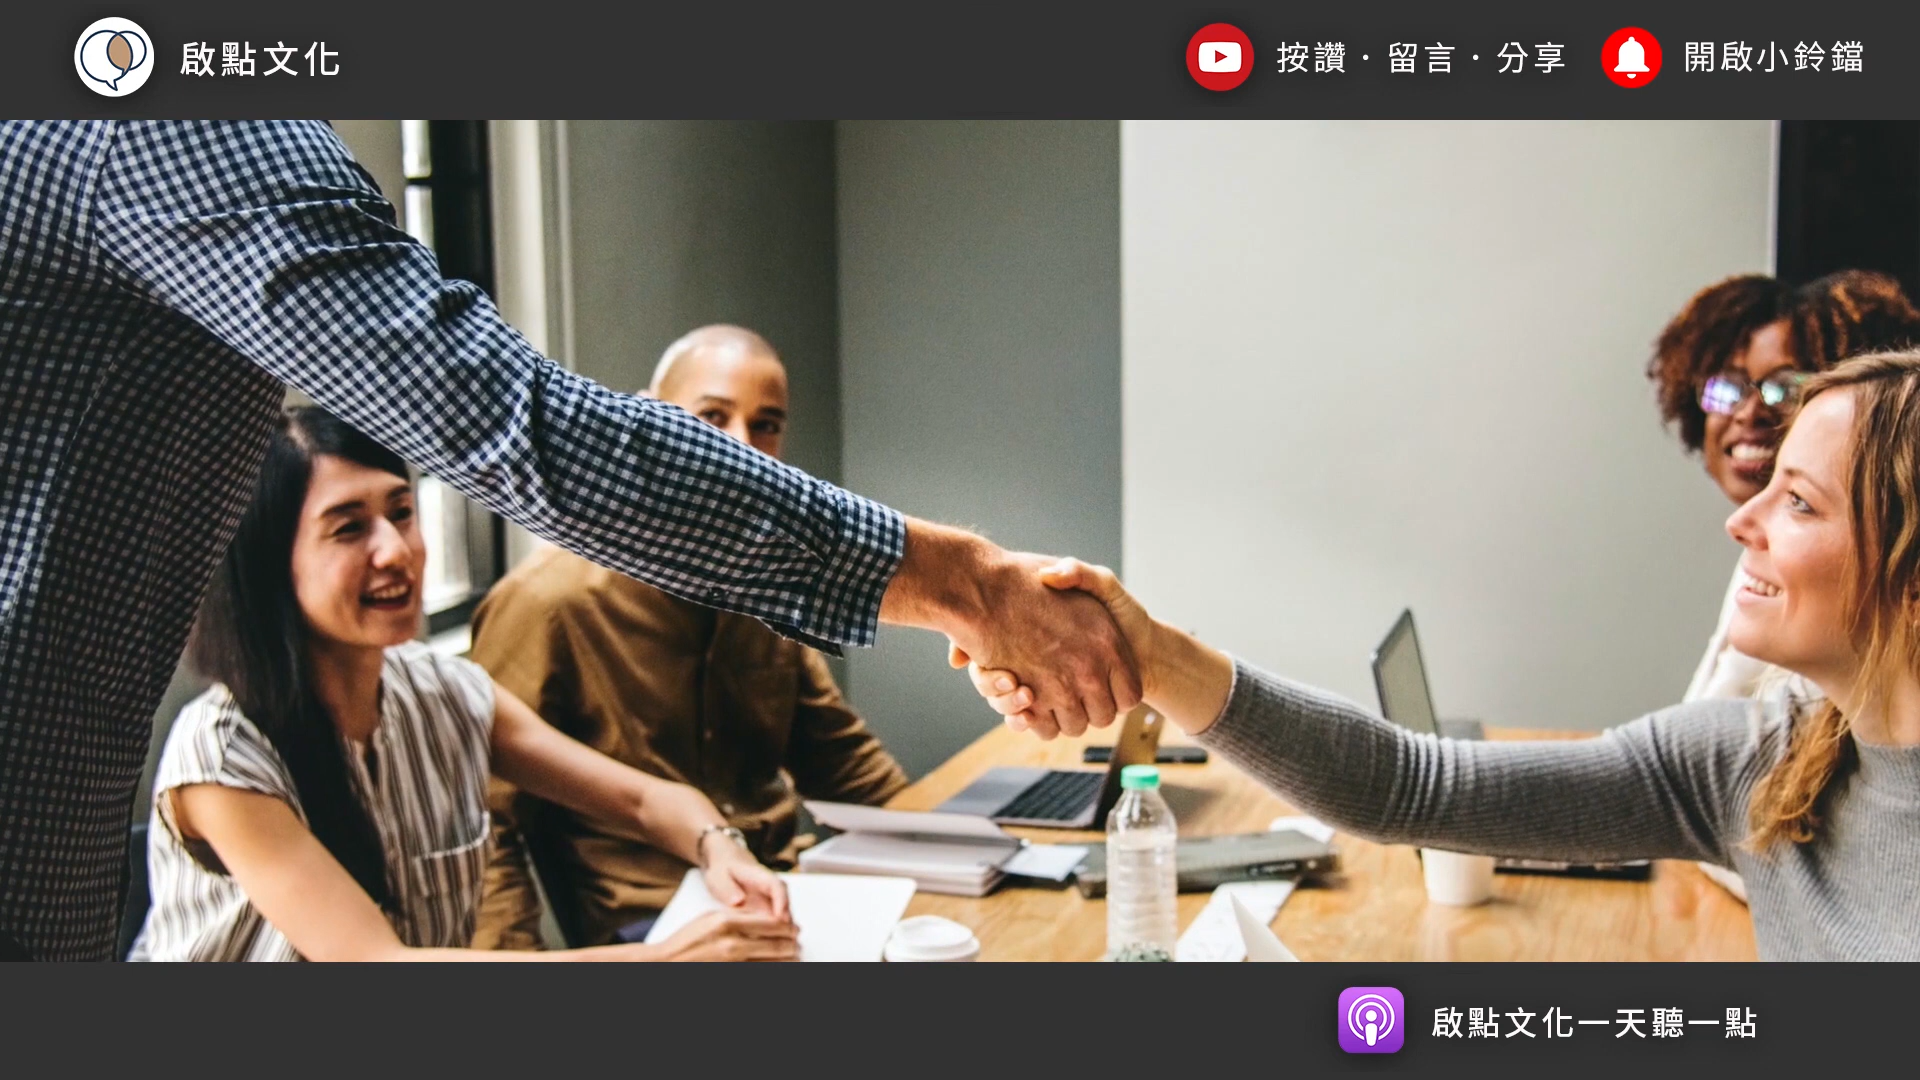 啟點文化
按讚・留言・分享
開啟小鈴鐺
啟點文化一天聽一點